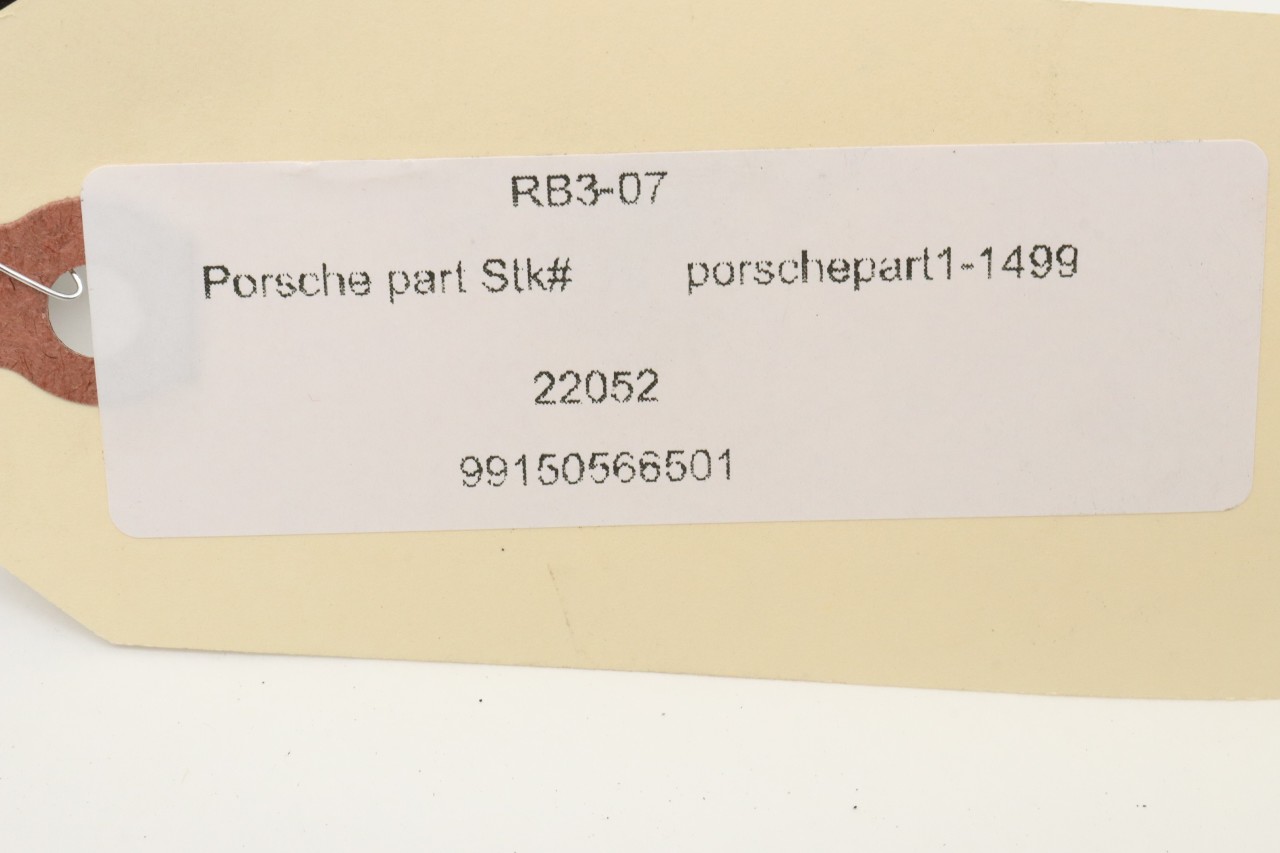 RB3-07
Porsche part Stk# porschepart1-1499
22052
99150566501